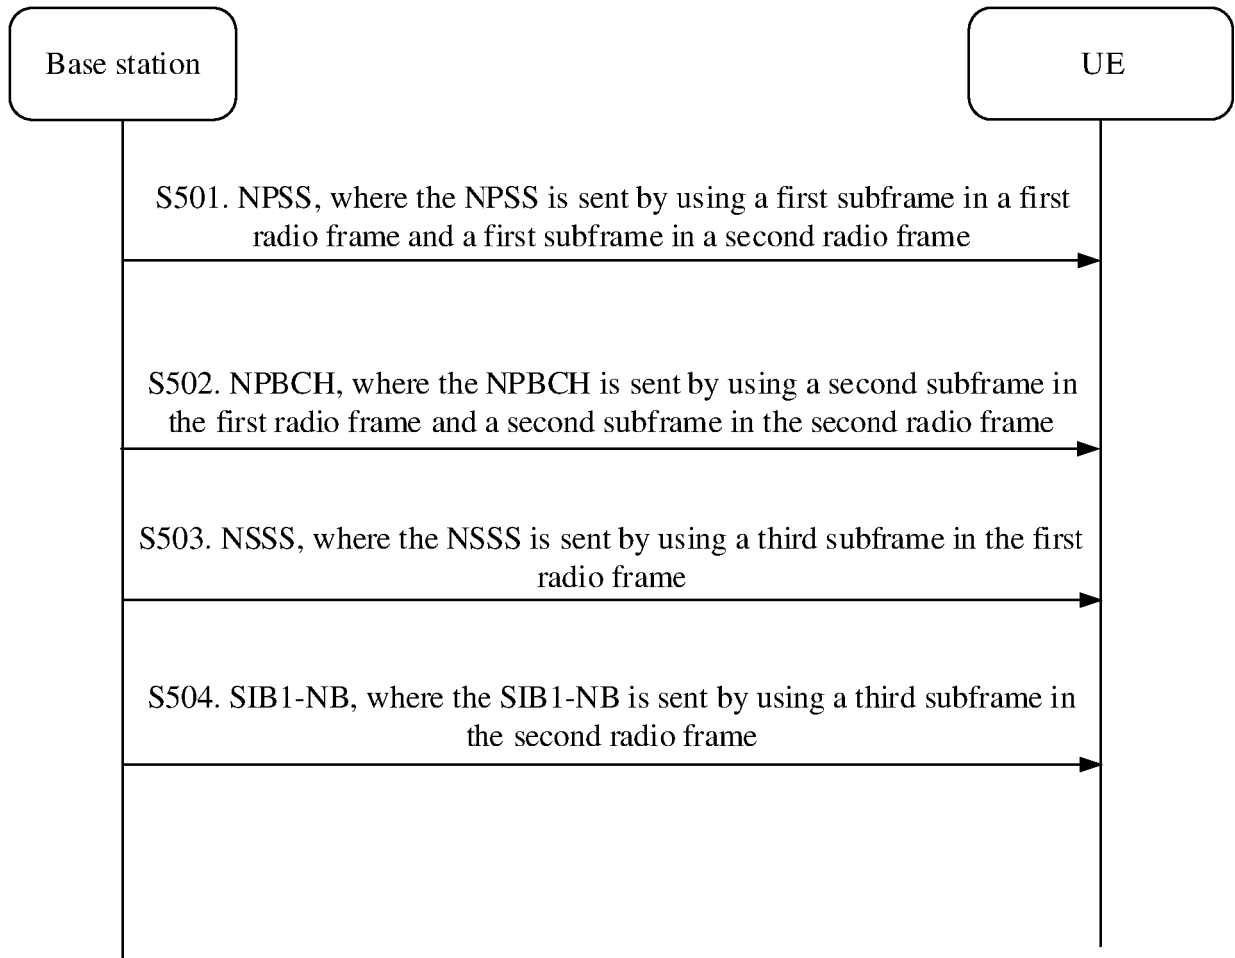 Base station
UE
S501. NPSS, where the NPSS is sent by using a first subframe in a first
radio frame and a first subframe in a second radio frame
S502. NPBCH, where the NPBCH is sent by using a second subframe in
the first radio frame and a second subframe in the second radio frame
S503. NSSS, where the NSSS is sent by using a third subframe in the first
radio frame
S504. SIB1-NB, where the SIB1-NB is sent by using a third subframe in
the second radio frame